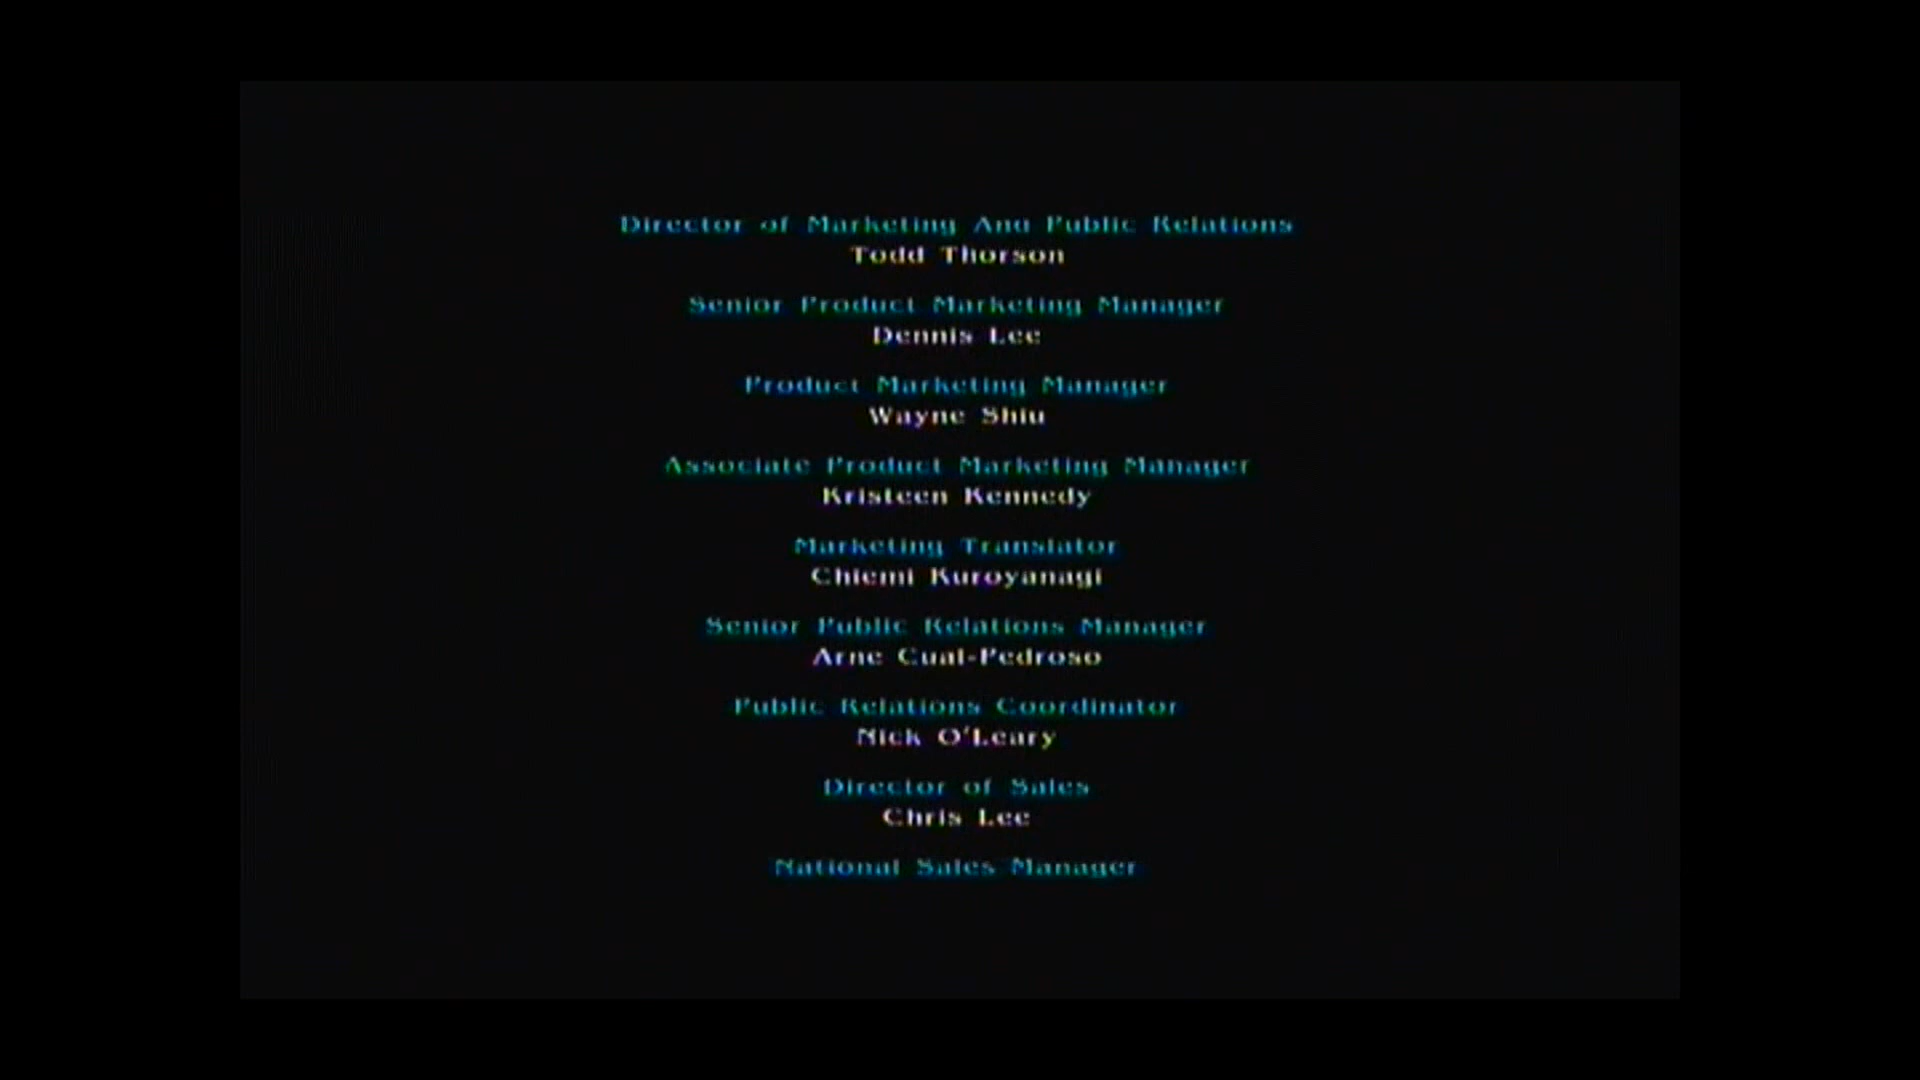 Director of Marketing And Public Relations
Todd Thorson
Senior Product Marketing Manager
Dennis Lee
Product Marketing Manager
Wayne Shiu
Associate Product Marketing Manager
Kristeen Kennedy
Marketing Translator
Chiemi Kuroyanagi
Senior Public Relations Manager
Arne Cual-Pedroso
Public Relations Coordinator
Nick O'Leary
Director of Sales
Chris Lee
National Sales Manager